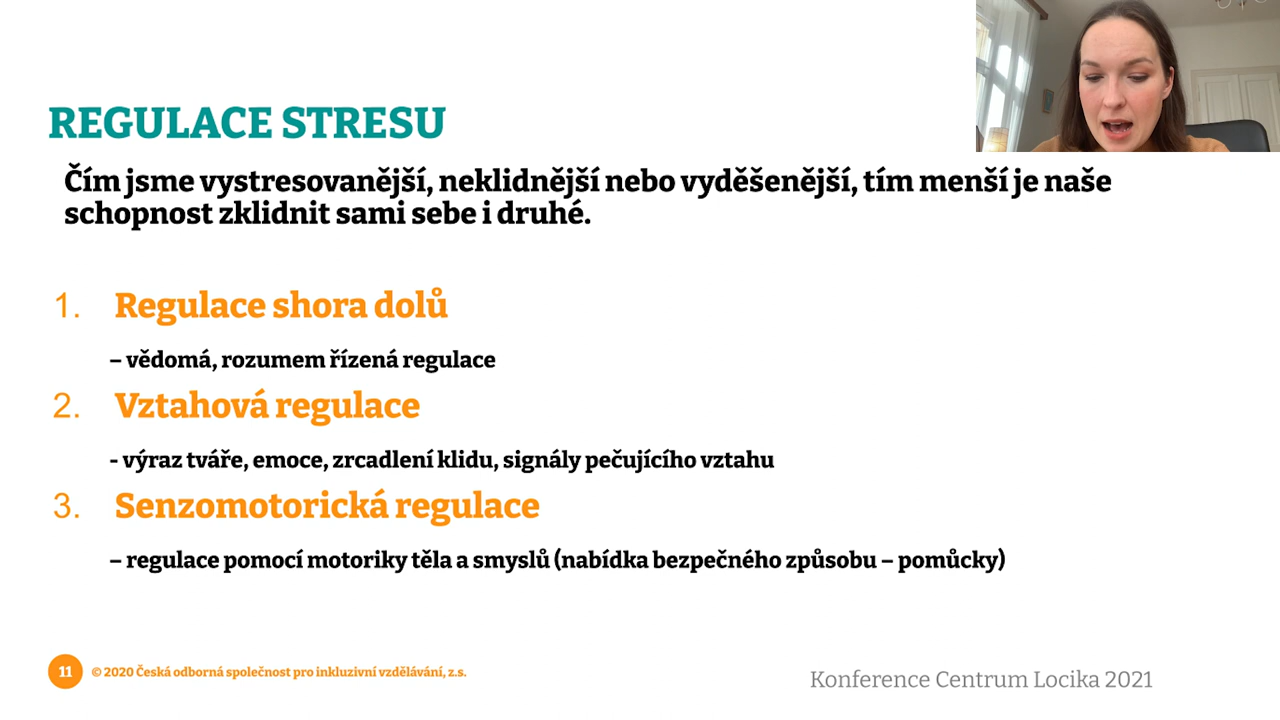 REGULACE STRESU
Čím jsme vystresovanější, neklidnější nebo vyděšenější, tím menší je naše
schopnost zklidnit sami sebe i druhé.
1. Regulace shora dolů
– vědomá, rozumem řízená regulace
2. Vztahová regulace
- výraz tváře, emoce, zrcadlení klidu, signály pečujícího vztahu
3. Senzomotorická regulace
– regulace pomocí motoriky těla a smyslů (nabídka bezpečného způsobu – pomůcky)
11 © 2020 Česká odborná společnost pro inkluzivní vzdělávání, z.s.
Konference Centrum Locika 2021